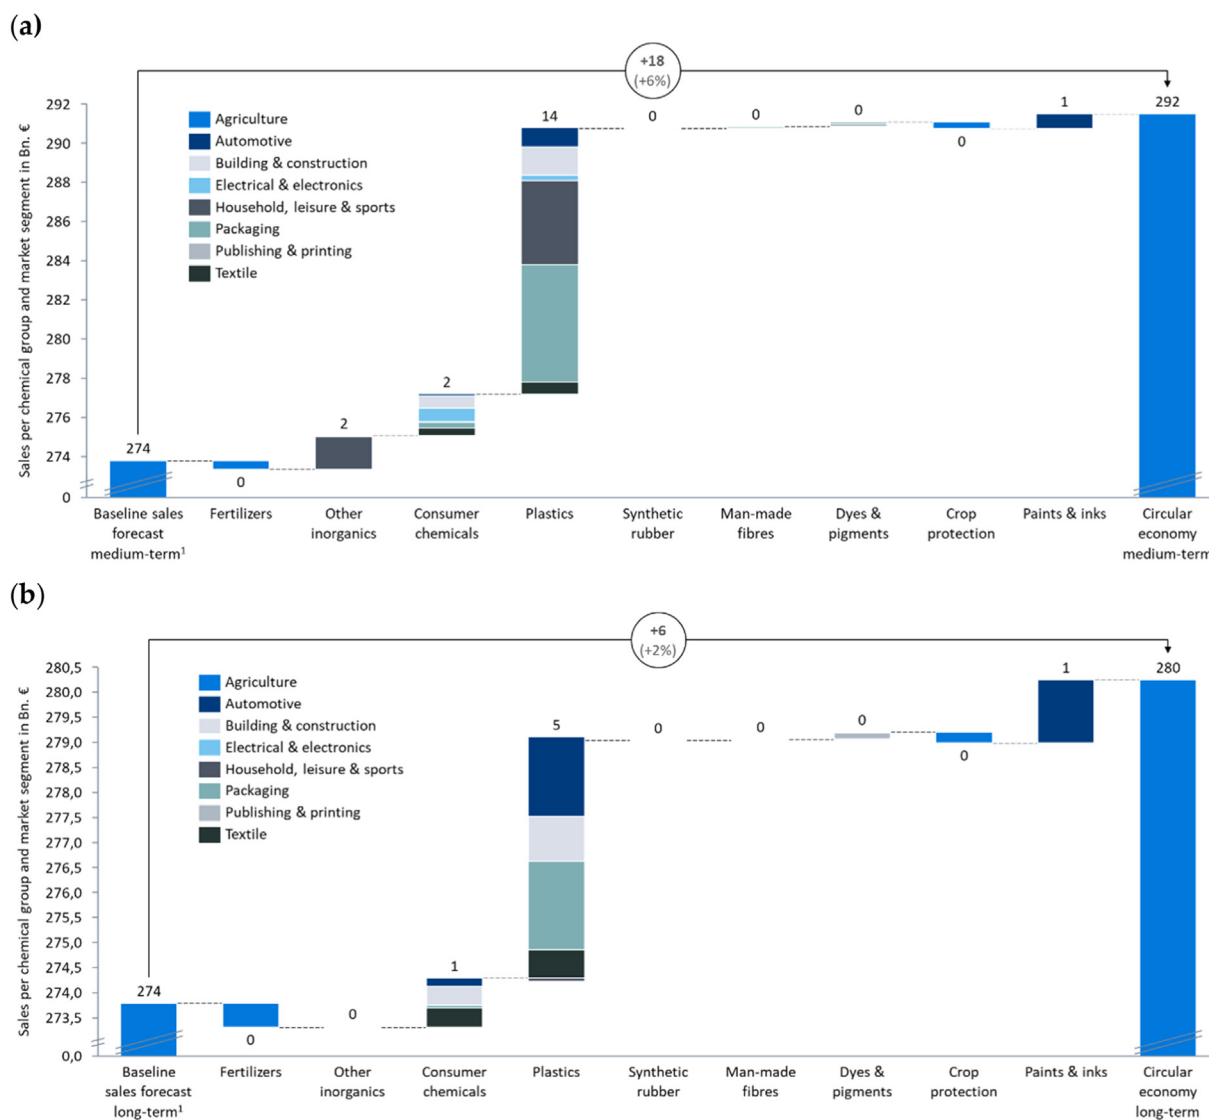 (a)
+18
(+6%)
Sales per chemical group and market segment in Bn. €
292
290
288
286
284
282
280
278
276
274
0
Agriculture
Automotive
Building & construction
Electrical & electronics
Household, leisure & sports
Packaging
Publishing & printing
Textile
274
0
2
2
14
0
0
0
0
1
292
Baseline sales
forecast
medium-term¹
Fertilizers
Other
inorganics
Consumer
chemicals
Plastics
Synthetic
rubber
Man-made
fibres
Dyes &
pigments
Crop
protection
Paints & inks
Circular
economy
medium-term
(b)
+6
(+2%)
Sales per chemical group and market segment in Bn. €
280,5
280,0
279,5
279,0
278,5
278,0
277,5
277,0
276,5
276,0
275,5
275,0
274,5
274,0
273,5
0,0
Agriculture
Automotive
Building & construction
Electrical & electronics
Household, leisure & sports
Packaging
Publishing & printing
Textile
274
0
0
1
5
0
0
0
0
1
280
Baseline
sales forecast
long-term¹
Fertilizers
Other
inorganics
Consumer
chemicals
Plastics
Synthetic
rubber
Man-made
fibres
Dyes &
pigments
Crop
protection
Paints & inks
Circular
economy
long-term